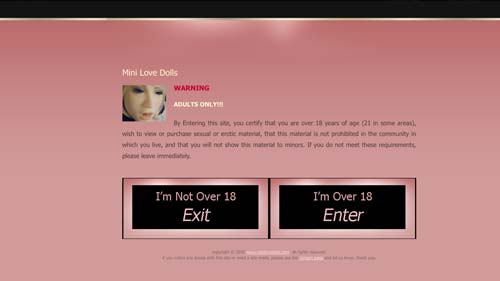 Mini Love Dolls
WARNING
ADULTS ONLY!!!
By Entering this site, you certify that you are over 18 years of age (21 in some areas),
wish to view or purchase sexual or erotic material, that this material is not prohibited in the community in
which you live, and that you will not show this material to minors. If you do not meet these requirements,
please leave immediately.
I'm Not Over 18
Exit
I'm Over 18
Enter
all rights reserved
If you notice any issues with this site or need a site made, please use the contact page and let us know. Thank you.